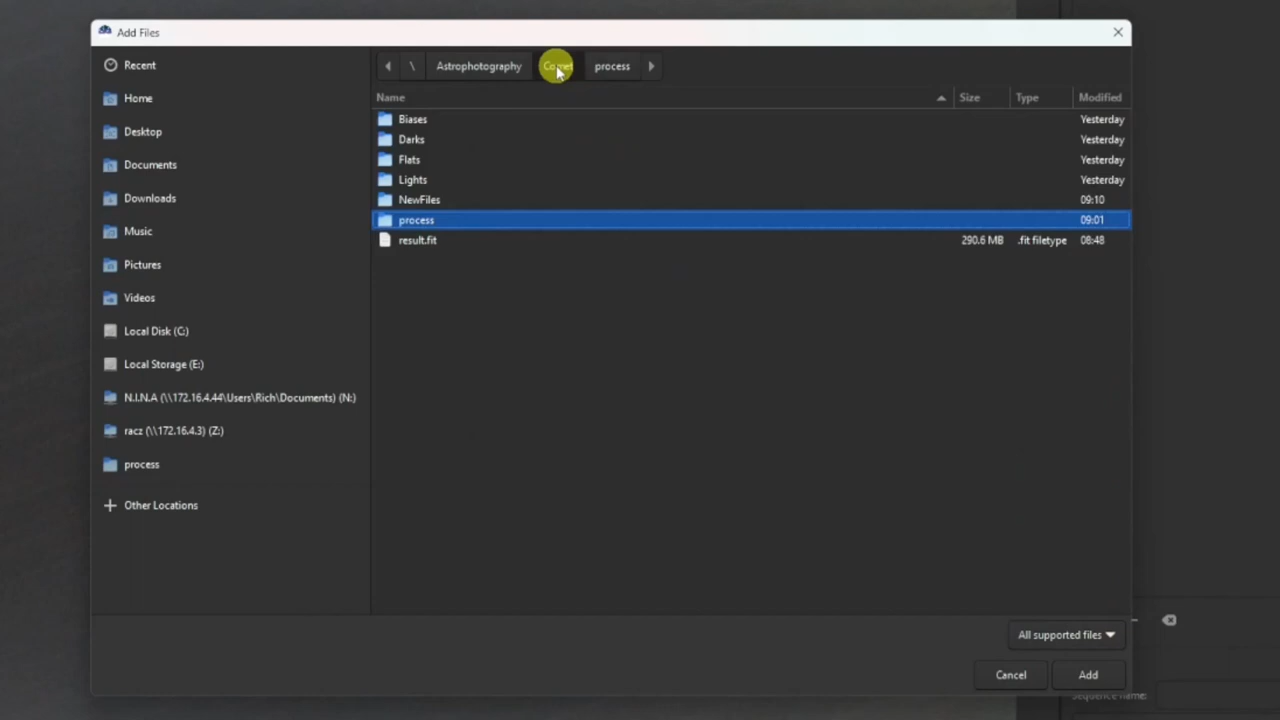 Add Files
Recent
Home
Desktop
Documents
Downloads
Music
Pictures
Videos
Local Disk (C:)
Local Storage (E:)
N.I.N.A (\\172.16.4.44\Users\Rich\Documents) (N:)
racz (\\172.16.4.3) (Z:)
process
Other Locations
\ Astrophotography Comet process
Name Size Type Modified
Biases Yesterday
Darks Yesterday
Flats Yesterday
Lights Yesterday
NewFiles 09:10
process 09:01
result.fit 290.6 MB .fit filetype 08:48
All supported files
Cancel Add
Sequence name: